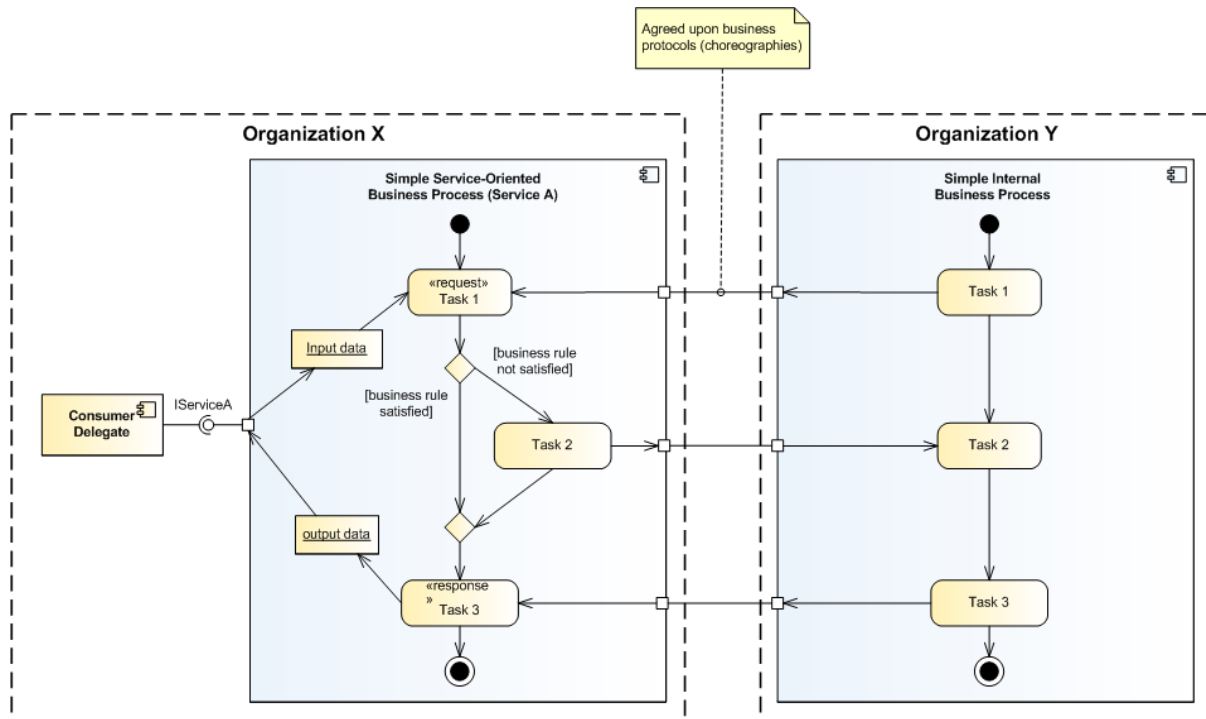 Agreed upon business
protocols (choreographies)
Organization X
Organization Y
Simple Service-Oriented
Business Process (Service A)
Simple Internal
Business Process
«request»
Task 1
Task 1
Input data
[business rule
not satisfied]
[business rule
satisfied]
IServiceA
Consumer
Delegate
Task 2
Task 2
output data
«response
»
Task 3
Task 3